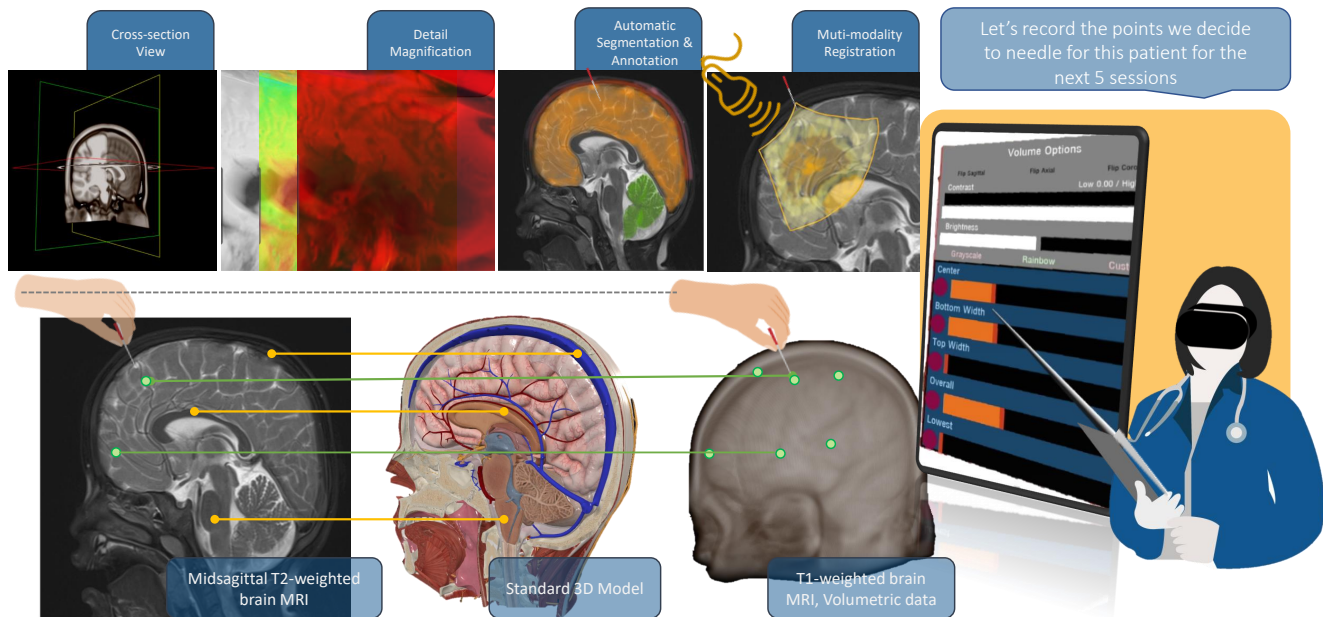 Cross-section
View
Detail
Magnification
Automatic
Segmentation &
Annotation
Muti-modality
Registration
Let's record the points we decide
to needle for this patient for the
next 5 sessions
Volume Options
Flip Sagittal
Flip Axial
Flip Coro
Contrast
Low 0.00 / High
Brightness
Grayscale
Rainbow
Cust
Center
Bottom Width
Top Width
Overall
Lowest
Midsagittal T2-weighted
brain MRI
Standard 3D Model
T1-weighted brain
MRI, Volumetric data